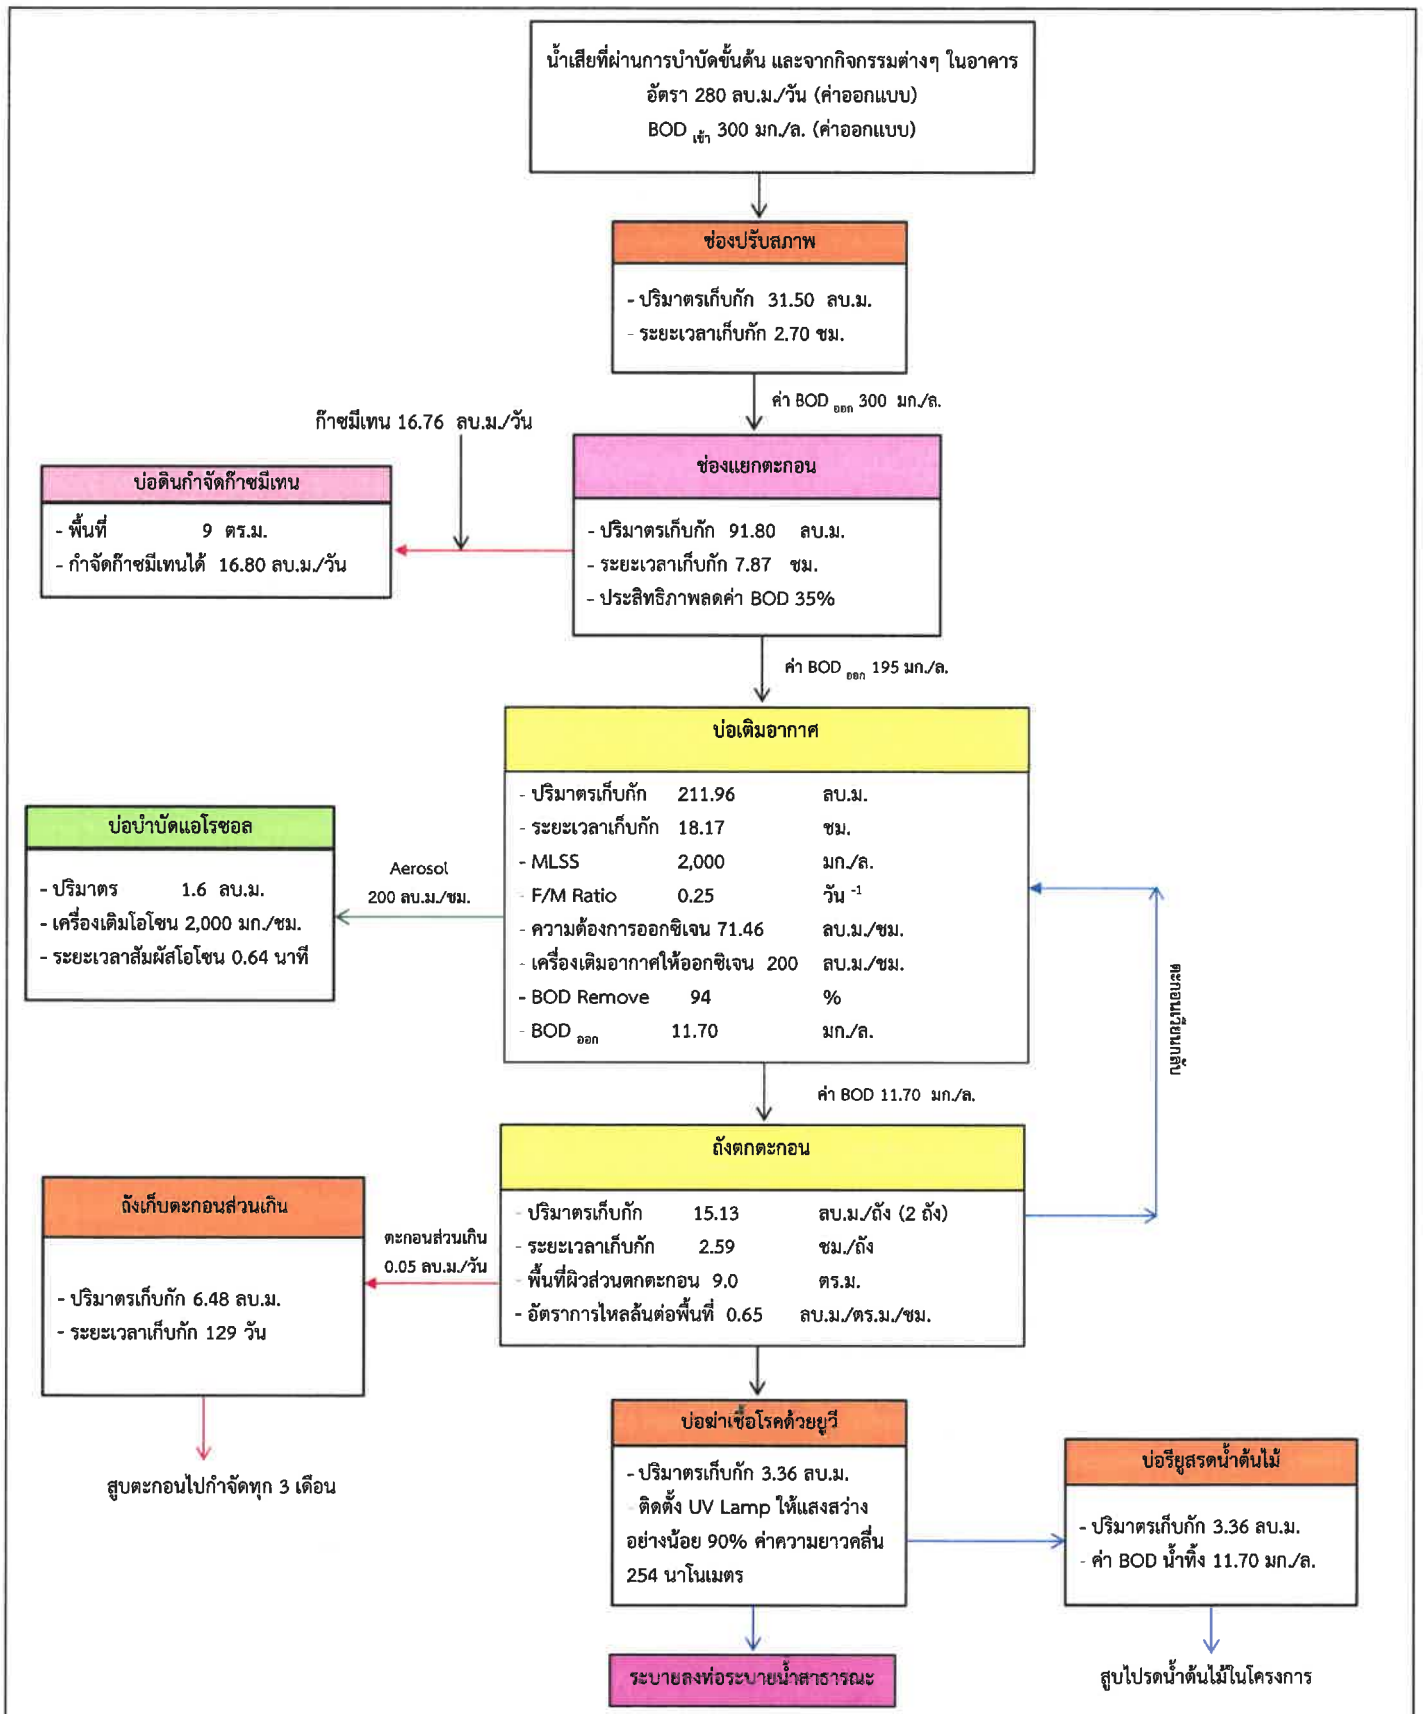 น้ำเสียที่ผ่านการบำบัดขั้นต้น และจากกิจกรรมต่างๆ ในอาคาร
อัตรา 280 ลบ.ม./วัน (ค่าออกแบบ)
BOD เข้า 300 มก./ล. (ค่าออกแบบ)
ช่องปรับสภาพ
- ปริมาตรเก็บกัก 31.50 ลบ.ม.
- ระยะเวลาเก็บกัก 2.70 ชม.
ค่า BOD ออก 300 มก./ล.
ก๊าซมีเทน 16.76 ลบ.ม./วัน
ช่องแยกตะกอน
- ปริมาตรเก็บกัก 91.80 ลบ.ม.
- ระยะเวลาเก็บกัก 7.87 ชม.
- ประสิทธิภาพลดค่า BOD 35%
บ่อดินกำจัดก๊าซมีเทน
- พื้นที่ 9 ตร.ม.
- กำจัดก๊าซมีเทนได้ 16.80 ลบ.ม./วัน
ค่า BOD ออก 195 มก./ล.
บ่อเติมอากาศ
- ปริมาตรเก็บกัก 211.96 ลบ.ม.
- ระยะเวลาเก็บกัก 18.17 ชม.
- MLSS 2,000 มก./ล.
- F/M Ratio 0.25 วัน -1
- ความต้องการออกซิเจน 71.46 ลบ.ม./ชม.
- เครื่องเติมอากาศให้ออกซิเจน 200 ลบ.ม./ชม.
- BOD Remove 94 %
- BOD ออก 11.70 มก./ล.
Aerosol
200 ลบ.ม./ชม.
บ่อบำบัดแอโรซอล
- ปริมาตร 1.6 ลบ.ม.
- เครื่องเติมโอโซน 2,000 มก./ชม.
- ระยะเวลาสัมผัสโอโซน 0.64 นาที
ตะกอนเวียนกลับ
ค่า BOD 11.70 มก./ล.
ถังตกตะกอน
- ปริมาตรเก็บกัก 15.13 ลบ.ม./ถัง (2 ถัง)
- ระยะเวลาเก็บกัก 2.59 ชม./ถัง
- พื้นที่ผิวส่วนตกตะกอน 9.0 ตร.ม.
- อัตราการไหลล้นต่อพื้นที่ 0.65 ลบ.ม./ตร.ม./ชม.
ตะกอนส่วนเกิน
0.05 ลบ.ม./วัน
ถังเก็บตะกอนส่วนเกิน
- ปริมาตรเก็บกัก 6.48 ลบ.ม.
- ระยะเวลาเก็บกัก 129 วัน
สูบตะกอนไปกำจัดทุก 3 เดือน
บ่อฆ่าเชื้อโรคด้วยยูวี
- ปริมาตรเก็บกัก 3.36 ลบ.ม.
- ติดตั้ง UV Lamp ให้แสงสว่าง
อย่างน้อย 90% ค่าความยาวคลื่น
254 นาโนเมตร
บ่อรียูสรดน้ำต้นไม้
- ปริมาตรเก็บกัก 3.36 ลบ.ม.
- ค่า BOD น้ำทิ้ง 11.70 มก./ล.
ระบายลงท่อระบายน้ำสาธารณะ
สูบไปรดน้ำต้นไม้ในโครงการ